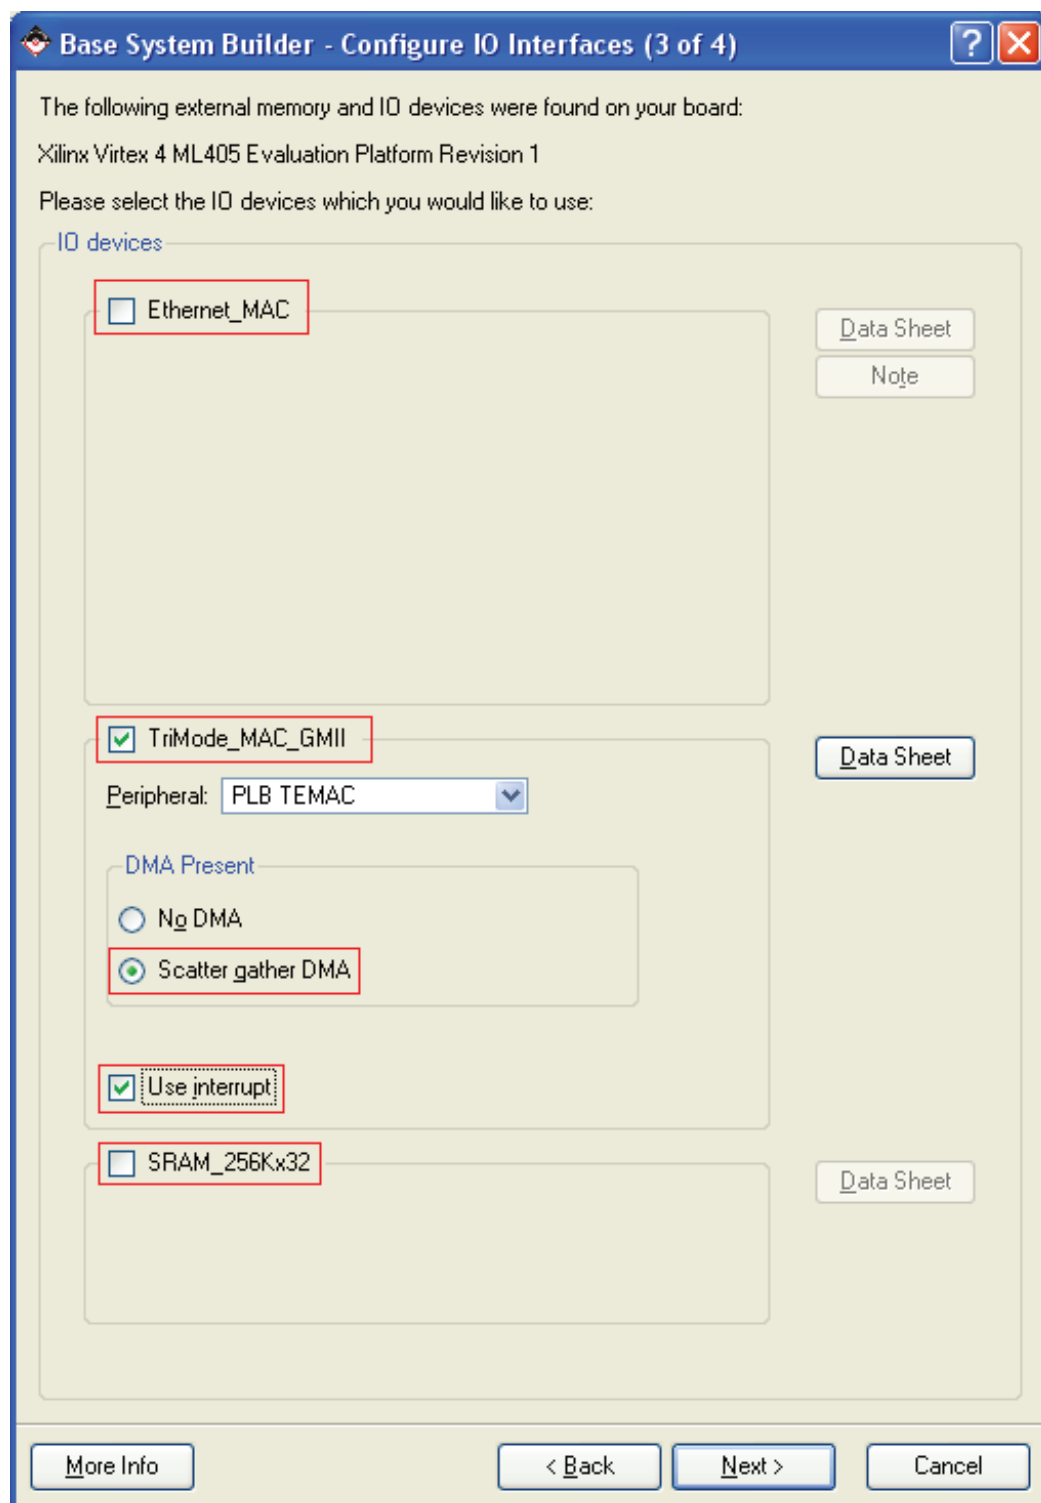 Base System Builder - Configure IO Interfaces (3 of 4)
The following external memory and IO devices were found on your board:
Xilinx Virtex 4 ML405 Evaluation Platform Revision 1
Please select the IO devices which you would like to use:
IO devices
Ethernet_MAC
Data Sheet
Note
TriMode_MAC_GMII
Data Sheet
Peripheral: PLB TEMAC
DMA Present
No DMA
Scatter gather DMA
Use interrupt
SRAM_256Kx32
Data Sheet
More Info < Back Next > Cancel